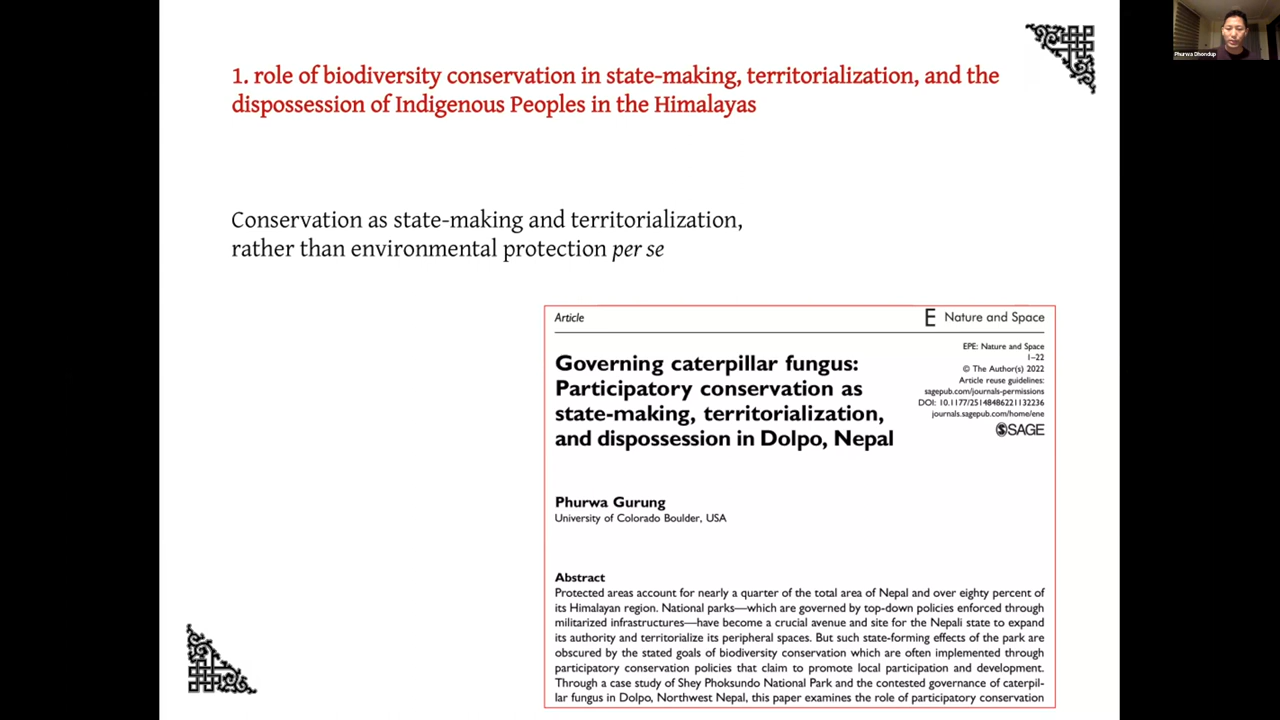 Phurwa Dhondup
1. role of biodiversity conservation in state-making, territorialization, and the
dispossession of Indigenous Peoples in the Himalayas
Conservation as state-making and territorialization,
rather than environmental protection per se
Article
E Nature and Space
EPE: Nature and Space
1–22
© The Author(s) 2022
Article reuse guidelines:
sagepub.com/journals-permissions
DOI: 10.1177/25148486221132236
journals.sagepub.com/home/ene
SAGE
Governing caterpillar fungus:
Participatory conservation as
state-making, territorialization,
and dispossession in Dolpo, Nepal
Phurwa Gurung
University of Colorado Boulder, USA
Abstract
Protected areas account for nearly a quarter of the total area of Nepal and over eighty percent of
its Himalayan region. National parks—which are governed by top-down policies enforced through
militarized infrastructures—have become a crucial avenue and site for the Nepali state to expand
its authority and territorialize its peripheral spaces. But such state-forming effects of the park are
obscured by the stated goals of biodiversity conservation which are often implemented through
participatory conservation policies that claim to promote local participation and development.
Through a case study of Shey Phoksundo National Park and the contested governance of caterpil-
lar fungus in Dolpo, Northwest Nepal, this paper examines the role of participatory conservation